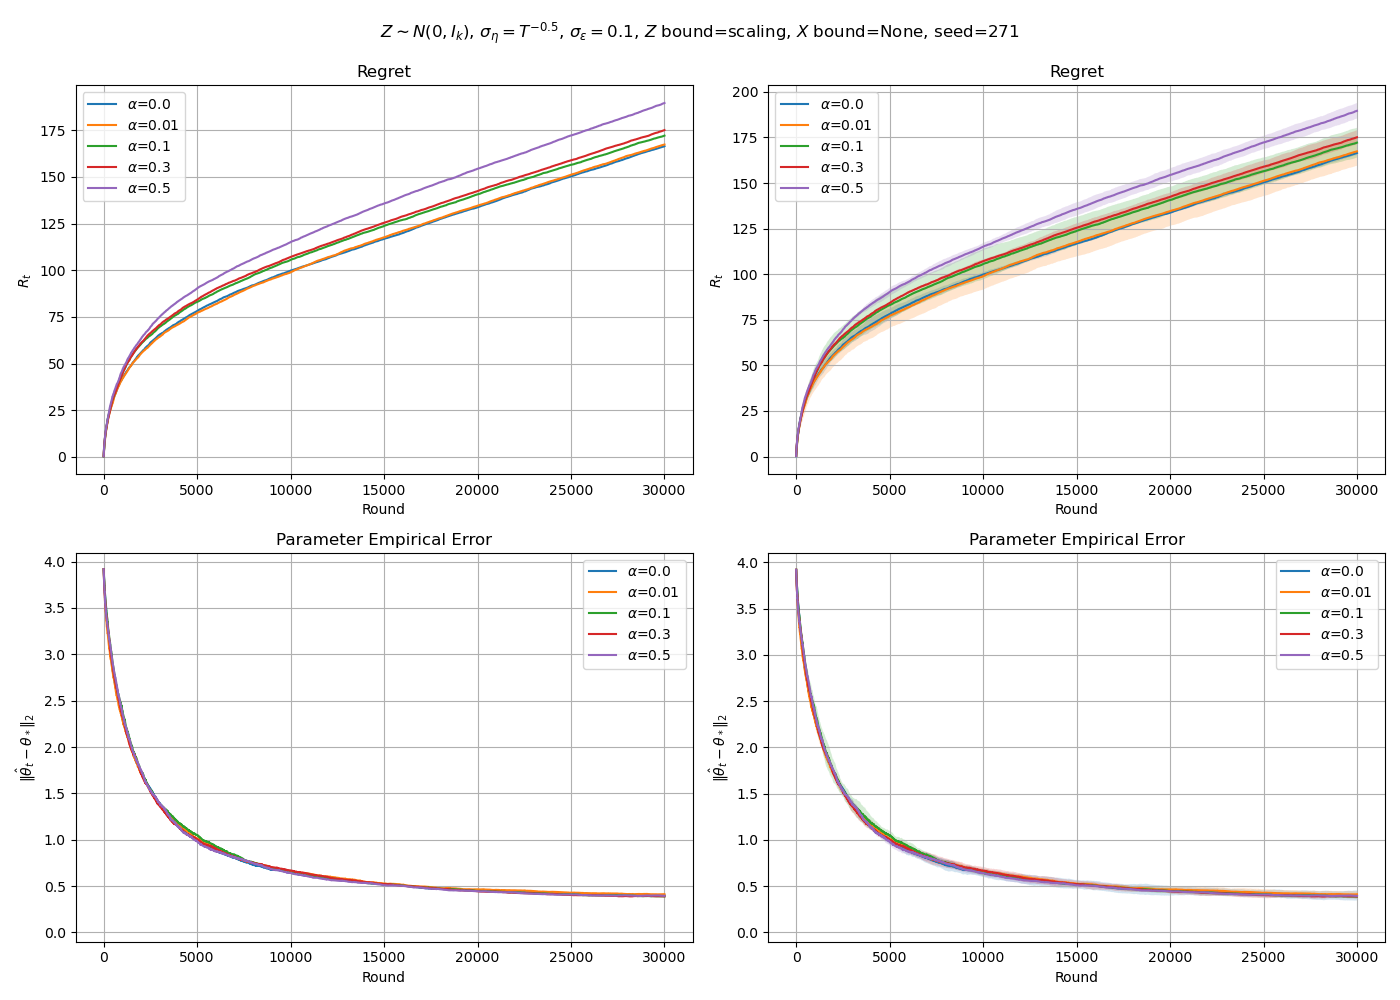 Z ∼ N(0, I_k), σ_η = T^{−0.5}, σ_ε = 0.1, Z bound=scaling, X bound=None, seed=271
Regret
α=0.0
α=0.01
α=0.1
α=0.3
α=0.5
175
150
125
100
75
50
25
0
R_t
0 5000 10000 15000 20000 25000 30000
Round
Regret
α=0.0
α=0.01
α=0.1
α=0.3
α=0.5
200
175
150
125
100
75
50
25
0
R_t
0 5000 10000 15000 20000 25000 30000
Round
Parameter Empirical Error
α=0.0
α=0.01
α=0.1
α=0.3
α=0.5
4.0
3.5
3.0
2.5
2.0
1.5
1.0
0.5
0.0
‖θ̂_t − θ_*‖_2
0 5000 10000 15000 20000 25000 30000
Round
Parameter Empirical Error
α=0.0
α=0.01
α=0.1
α=0.3
α=0.5
4.0
3.5
3.0
2.5
2.0
1.5
1.0
0.5
0.0
‖θ̂_t − θ_*‖_2
0 5000 10000 15000 20000 25000 30000
Round